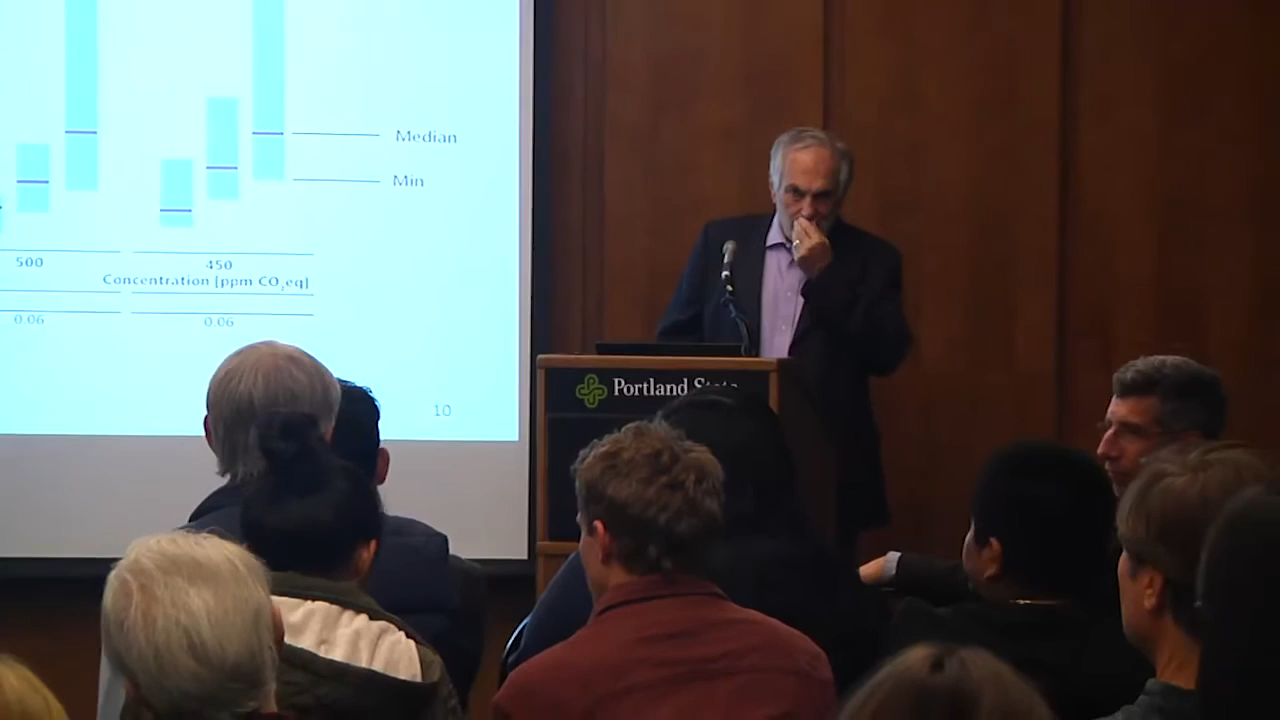 Median
Min
500
450
Concentration [ppm CO₂eq]
0.06
0.06
10
Portland State